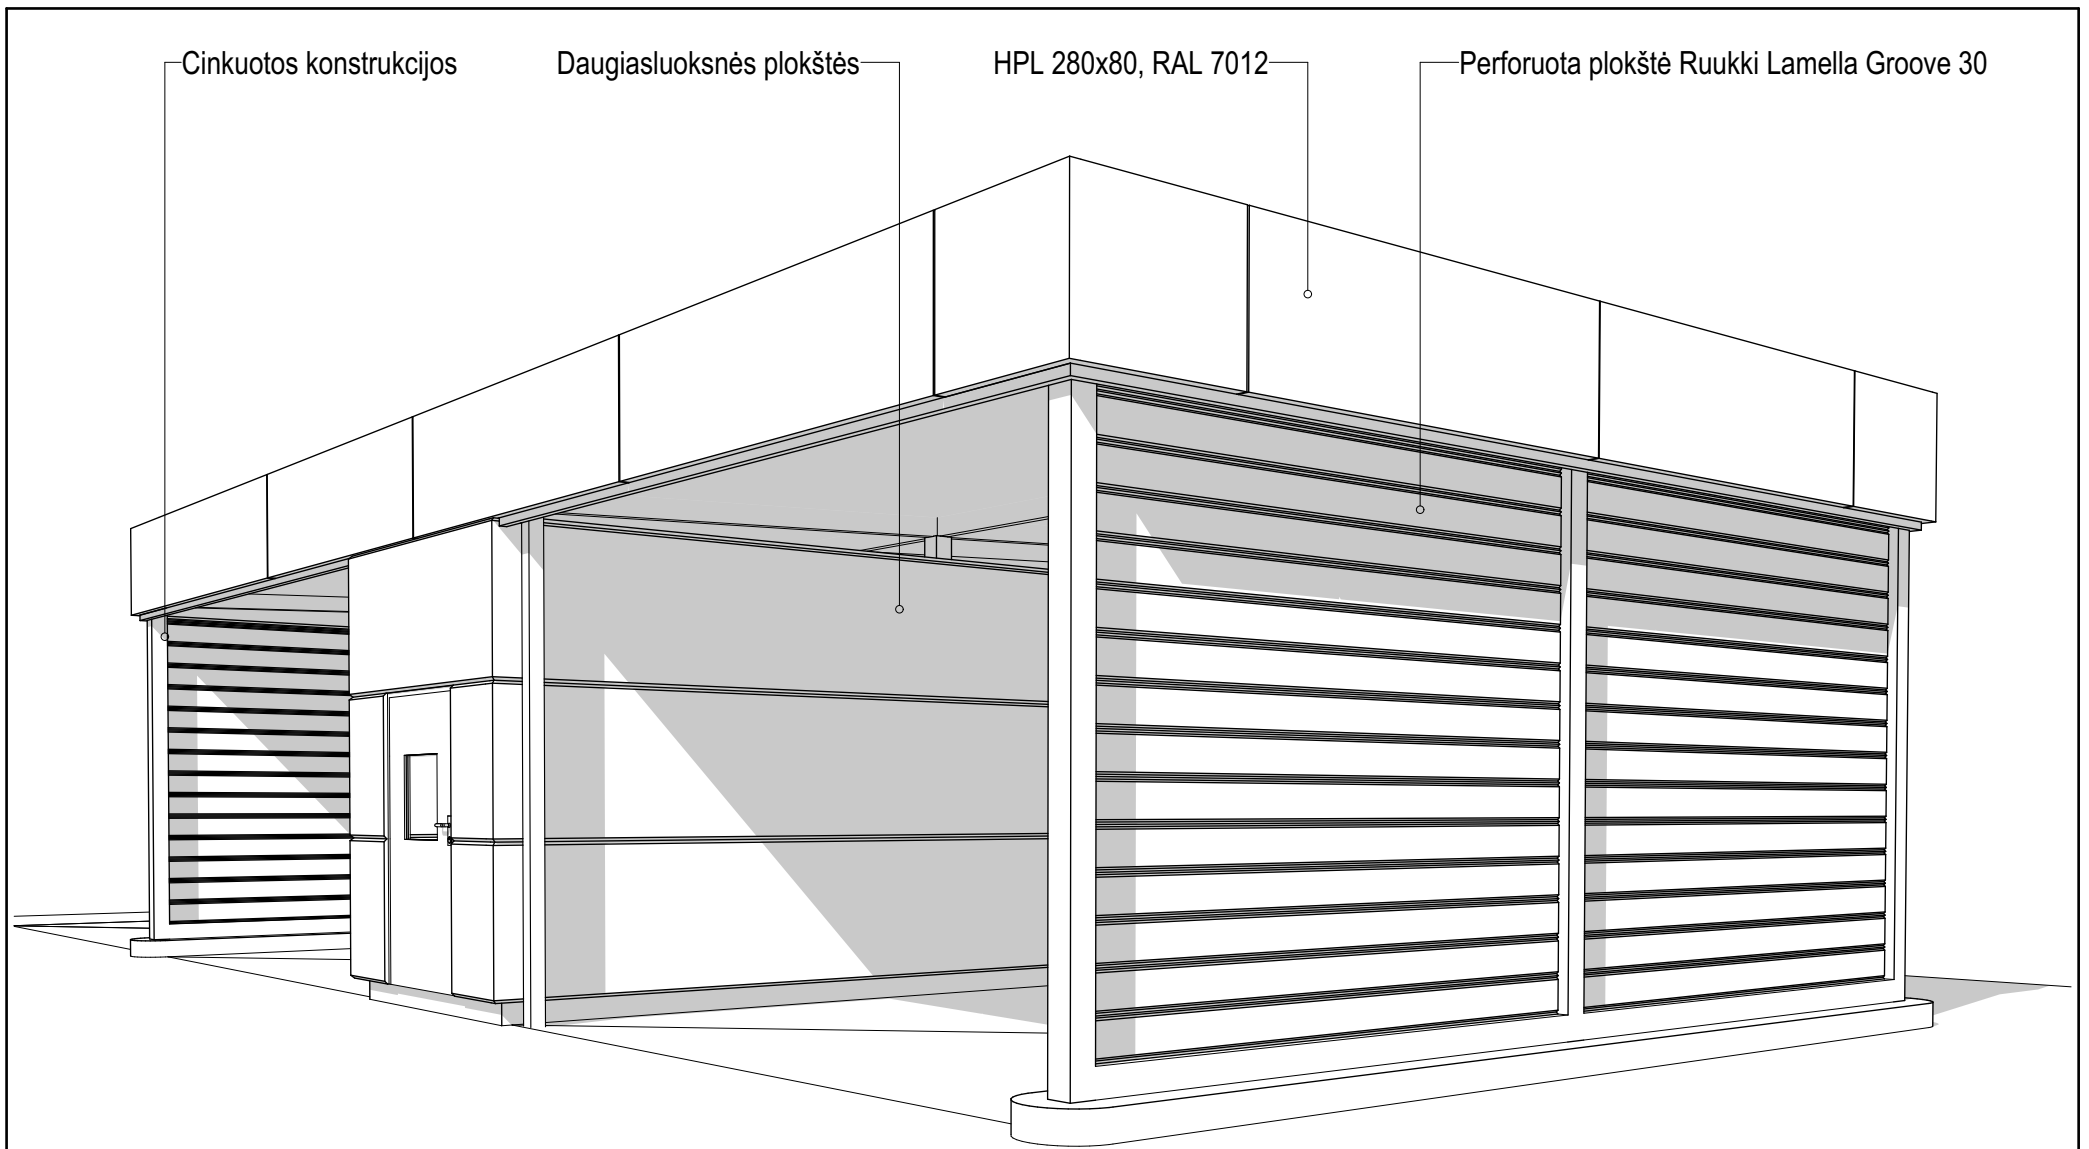 Cinkuotos konstrukcijos
Daugiasluoksnės plokštės
HPL 280x80, RAL 7012
Perforuota plokštė Ruukki Lamella Groove 30